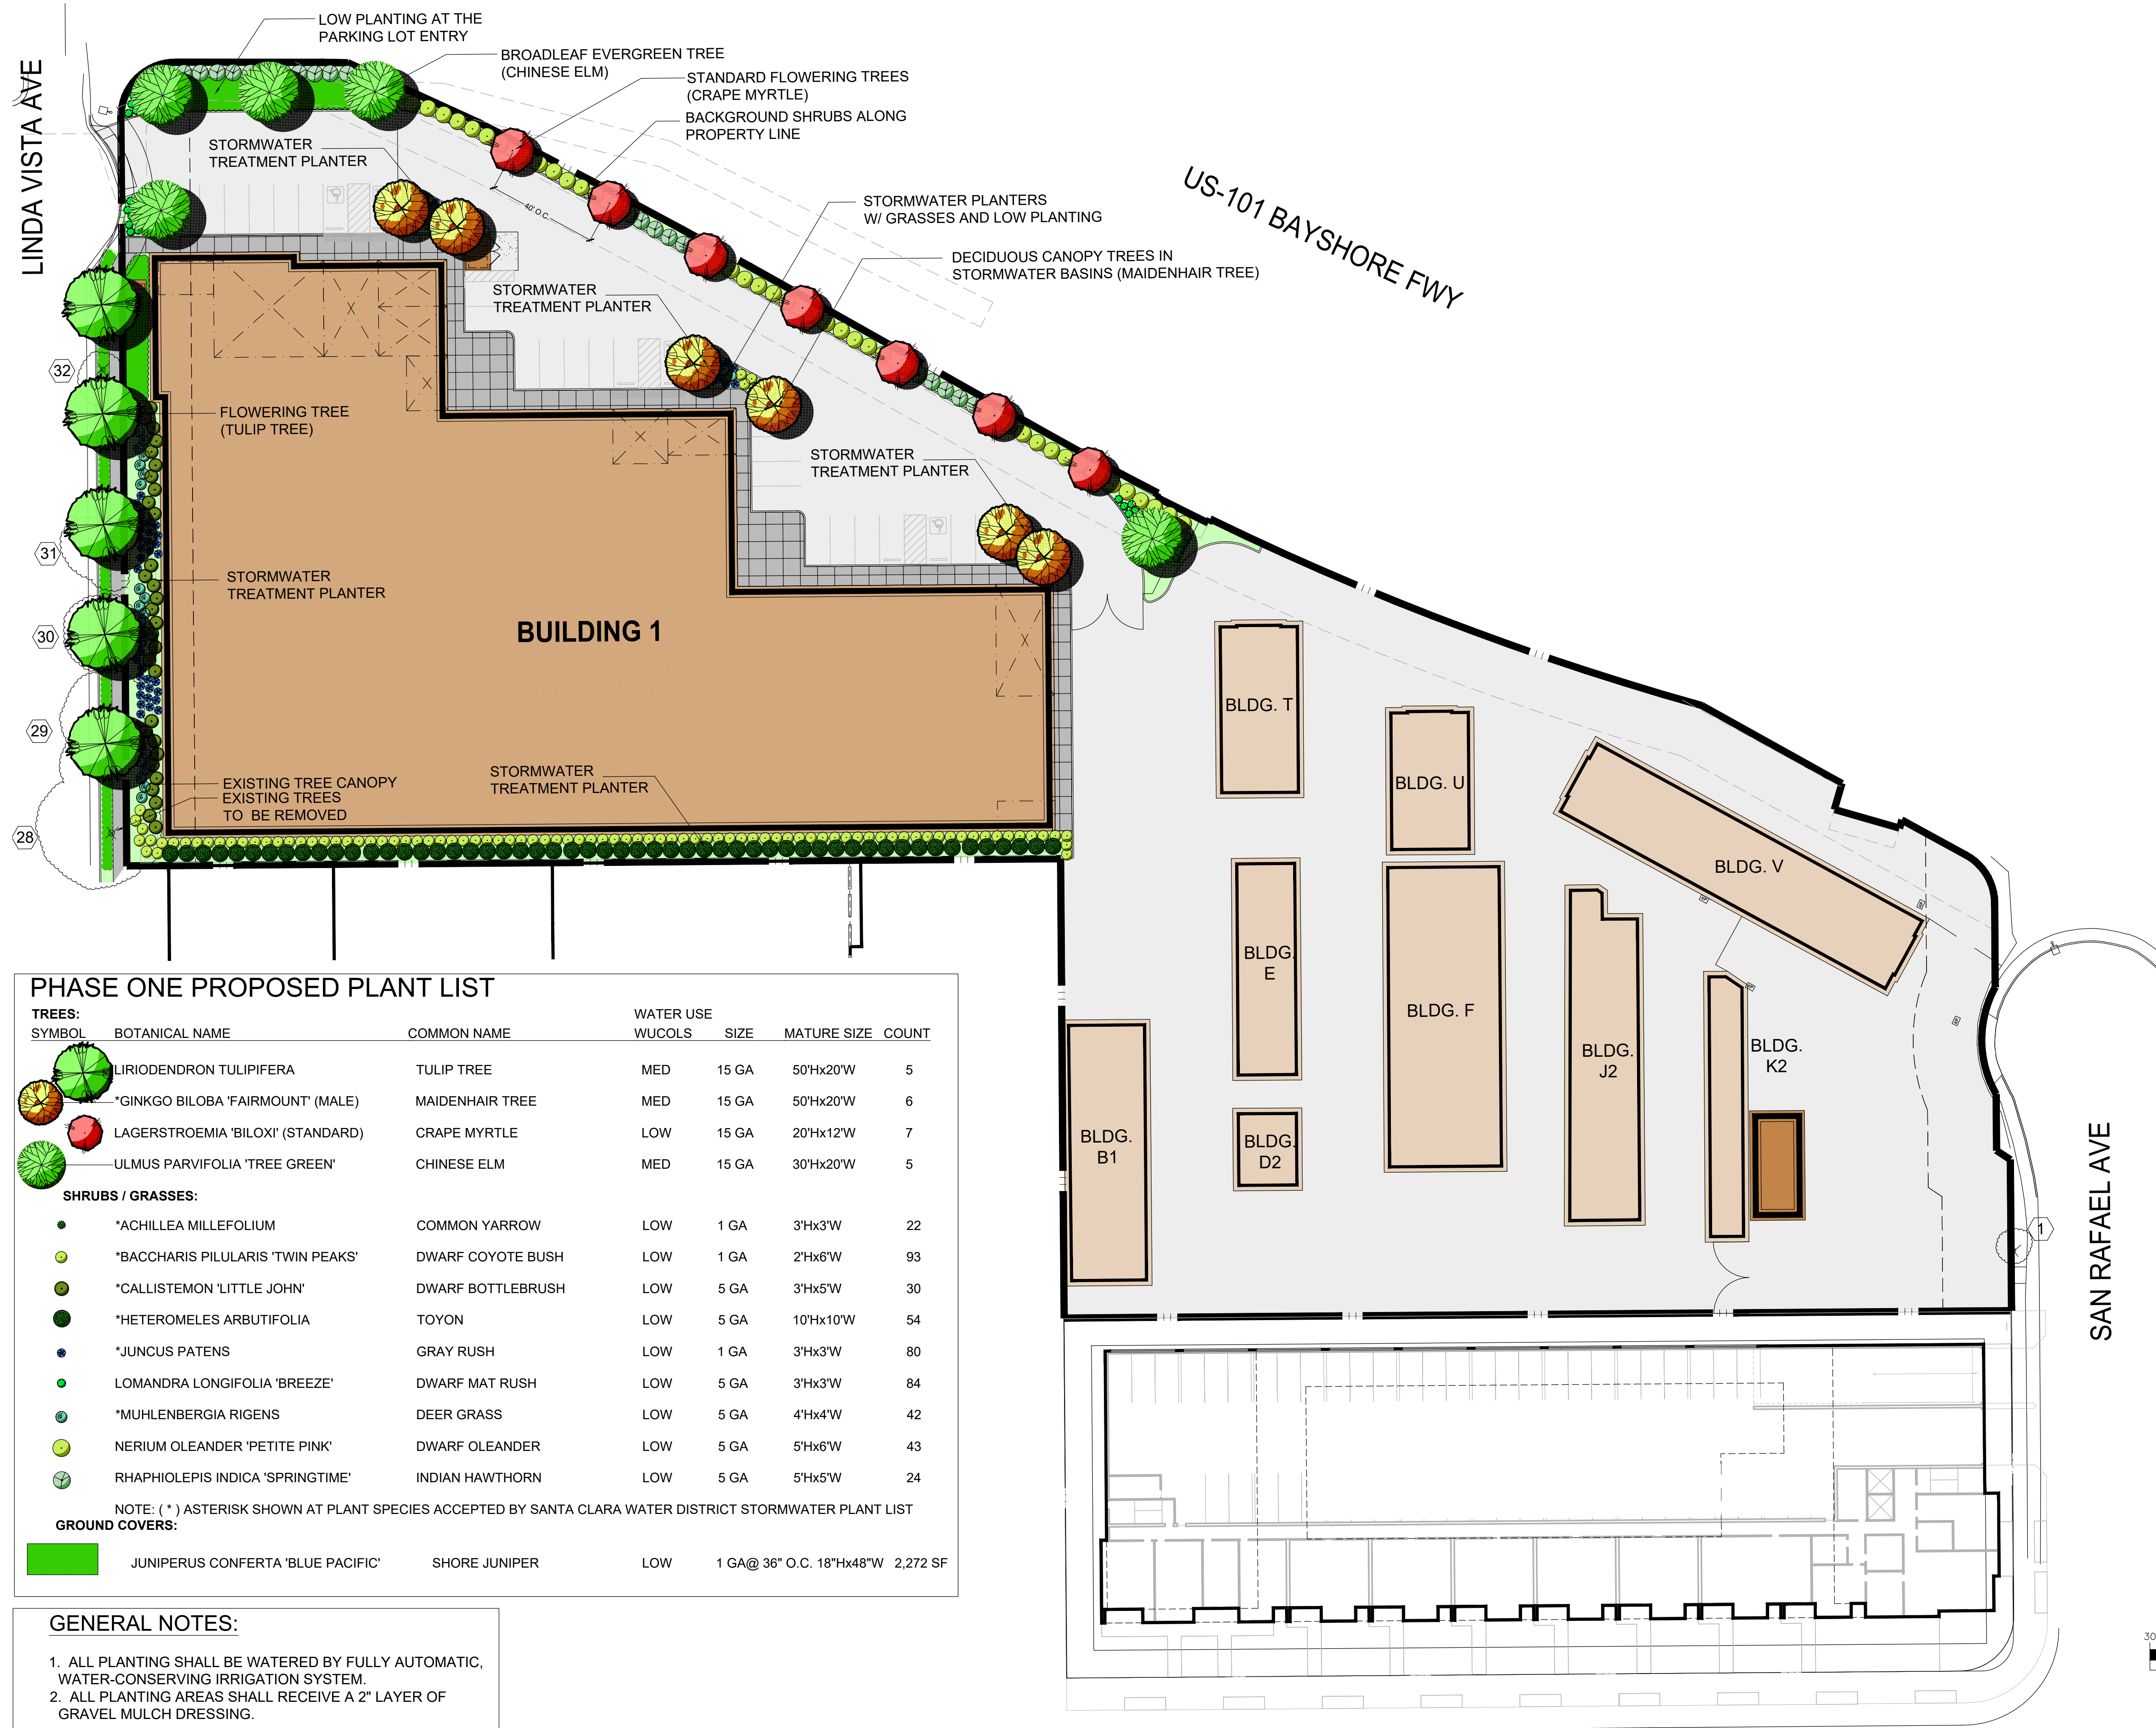 LOW PLANTING AT THE
PARKING LOT ENTRY
BROADLEAF EVERGREEN TREE
(CHINESE ELM)
STANDARD FLOWERING TREES
(CRAPE MYRTLE)
BACKGROUND SHRUBS ALONG
PROPERTY LINE
LINDA VISTA AVE
STORMWATER
TREATMENT PLANTER
STORMWATER PLANTERS
W/ GRASSES AND LOW PLANTING
US-101 BAYSHORE FWY
40' O.C.
DECIDUOUS CANOPY TREES IN
STORMWATER BASINS (MAIDENHAIR TREE)
STORMWATER
TREATMENT PLANTER
32
FLOWERING TREE
(TULIP TREE)
STORMWATER
TREATMENT PLANTER
31
STORMWATER
TREATMENT PLANTER
30
BUILDING 1
29
BLDG. T
BLDG. U
EXISTING TREE CANOPY
EXISTING TREES
TO BE REMOVED
STORMWATER
TREATMENT PLANTER
28
BLDG. V
BLDG.
E
BLDG. F
BLDG.
J2
BLDG.
K2
BLDG.
B1
BLDG.
D2
SAN RAFAEL AVE
1
30
PHASE ONE PROPOSED PLANT LIST
TREES: WATER USE
SYMBOL BOTANICAL NAME COMMON NAME WUCOLS SIZE MATURE SIZE COUNT
LIRIODENDRON TULIPIFERA TULIP TREE MED 15 GA 50'Hx20'W 5
*GINKGO BILOBA 'FAIRMOUNT' (MALE) MAIDENHAIR TREE MED 15 GA 50'Hx20'W 6
LAGERSTROEMIA 'BILOXI' (STANDARD) CRAPE MYRTLE LOW 15 GA 20'Hx12'W 7
ULMUS PARVIFOLIA 'TREE GREEN' CHINESE ELM MED 15 GA 30'Hx20'W 5
SHRUBS / GRASSES:
*ACHILLEA MILLEFOLIUM COMMON YARROW LOW 1 GA 3'Hx3'W 22
*BACCHARIS PILULARIS 'TWIN PEAKS' DWARF COYOTE BUSH LOW 1 GA 2'Hx6'W 93
*CALLISTEMON 'LITTLE JOHN' DWARF BOTTLEBRUSH LOW 5 GA 3'Hx5'W 30
*HETEROMELES ARBUTIFOLIA TOYON LOW 5 GA 10'Hx10'W 54
*JUNCUS PATENS GRAY RUSH LOW 1 GA 3'Hx3'W 80
LOMANDRA LONGIFOLIA 'BREEZE' DWARF MAT RUSH LOW 5 GA 3'Hx3'W 84
*MUHLENBERGIA RIGENS DEER GRASS LOW 5 GA 4'Hx4'W 42
NERIUM OLEANDER 'PETITE PINK' DWARF OLEANDER LOW 5 GA 5'Hx6'W 43
RHAPHIOLEPIS INDICA 'SPRINGTIME' INDIAN HAWTHORN LOW 5 GA 5'Hx5'W 24
NOTE: ( * ) ASTERISK SHOWN AT PLANT SPECIES ACCEPTED BY SANTA CLARA WATER DISTRICT STORMWATER PLANT LIST
GROUND COVERS:
JUNIPERUS CONFERTA 'BLUE PACIFIC' SHORE JUNIPER LOW 1 GA@ 36" O.C. 18"Hx48"W 2,272 SF
GENERAL NOTES:
1. ALL PLANTING SHALL BE WATERED BY FULLY AUTOMATIC,
WATER-CONSERVING IRRIGATION SYSTEM.
2. ALL PLANTING AREAS SHALL RECEIVE A 2" LAYER OF
GRAVEL MULCH DRESSING.